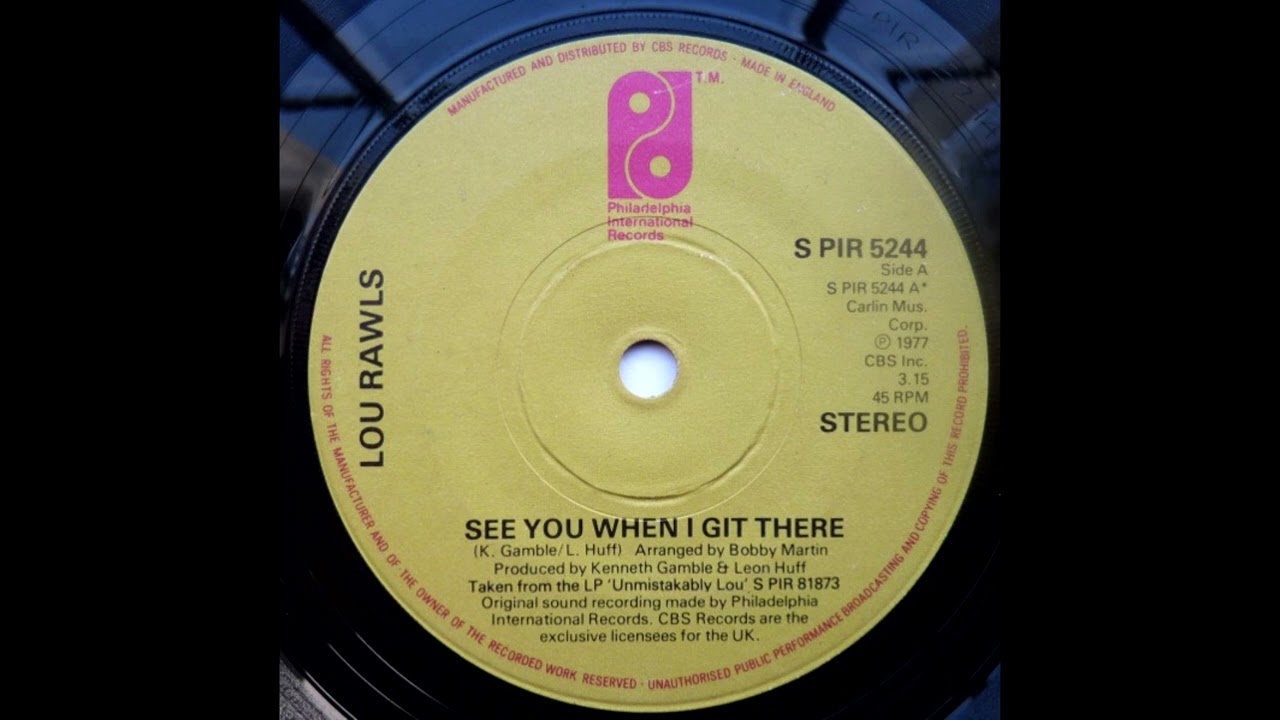 MANUFACTURED AND DISTRIBUTED BY CBS RECORDS · MADE IN ENGLAND
T.M.
Philadelphia
International
Records
S PIR 5244
Side A
S PIR 5244 A*
Carlin Mus.
Corp.
℗ 1977
CBS Inc.
3.15
45 RPM
STEREO
LOU RAWLS
SEE YOU WHEN I GIT THERE
(K. Gamble/L. Huff) Arranged by Bobby Martin
Produced by Kenneth Gamble & Leon Huff
Taken from the LP 'Unmistakably Lou' S PIR 81873
Original sound recording made by Philadelphia
International Records. CBS Records are the
exclusive licensees for the UK.
ALL RIGHTS OF THE MANUFACTURER AND OF THE OWNER OF THE RECORDED WORK RESERVED · UNAUTHORISED PUBLIC PERFORMANCE BROADCASTING AND COPYING OF THIS RECORD PROHIBITED.
PIR